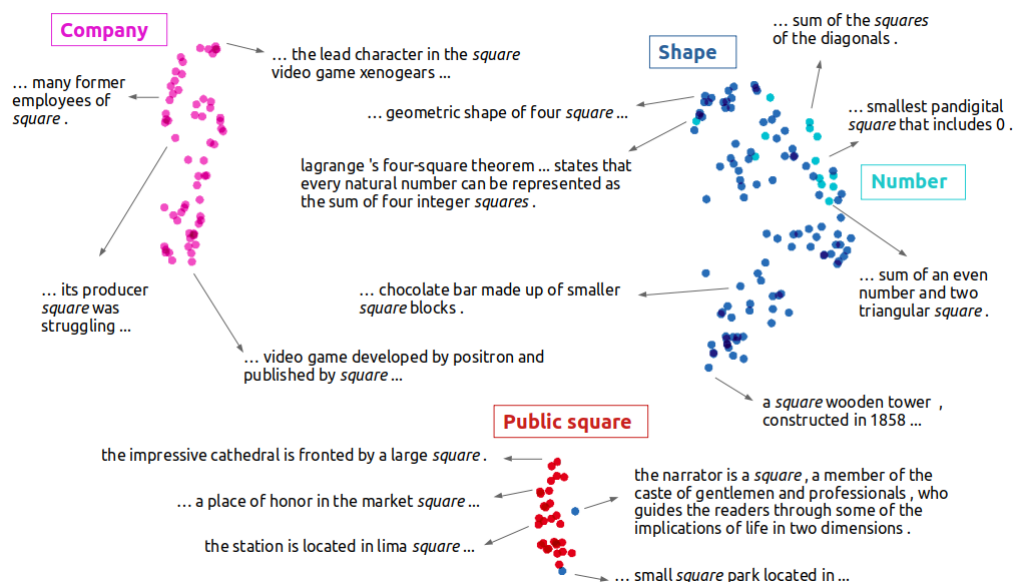 Company
… the lead character in the square
video game xenogears …
… many former
employees of
square .
… its producer
square was
struggling …
… video game developed by positron and
published by square …
… sum of the squares
of the diagonals .
Shape
… geometric shape of four square …
… smallest pandigital
square that includes 0 .
lagrange 's four-square theorem … states that
every natural number can be represented as
the sum of four integer squares .
Number
… chocolate bar made up of smaller
square blocks .
… sum of an even
number and two
triangular square .
a square wooden tower ,
constructed in 1858 …
Public square
the impressive cathedral is fronted by a large square .
… a place of honor in the market square …
the station is located in lima square …
the narrator is a square , a member of the
caste of gentlemen and professionals , who
guides the readers through some of the
implications of life in two dimensions .
… small square park located in …